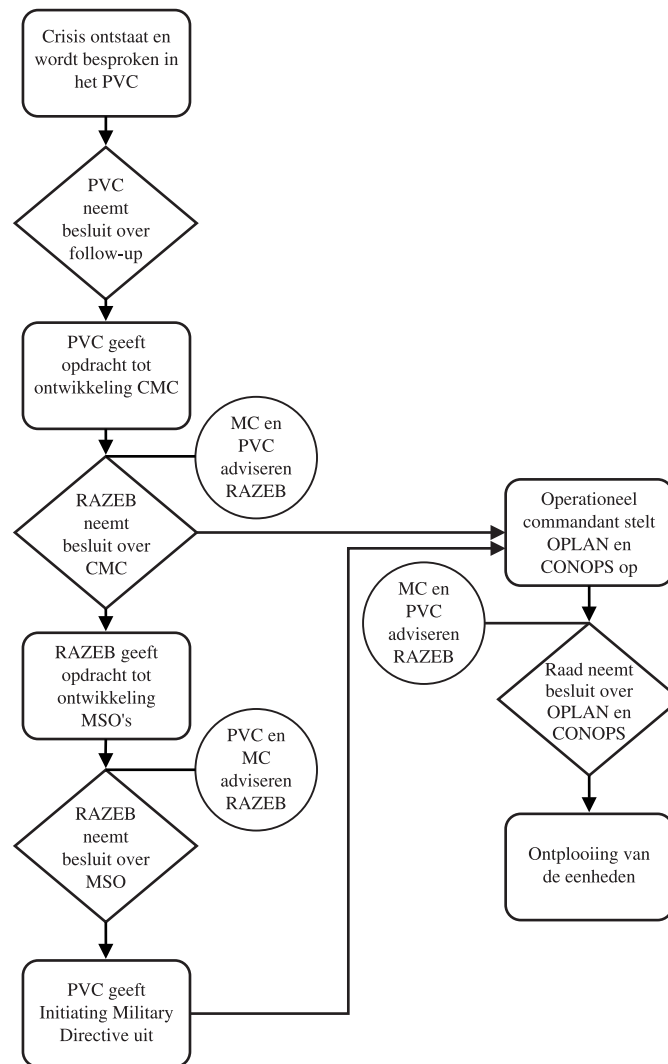 Crisis ontstaat en
wordt besproken in
het PVC
PVC
neemt
besluit over
follow-up
PVC geeft
opdracht tot
ontwikkeling CMC
MC en
PVC
adviseren
RAZEB
RAZEB
neemt
besluit over
CMC
RAZEB geeft
opdracht tot
ontwikkeling
MSO's
PVC en
MC
adviseren
RAZEB
RAZEB
neemt
besluit over
MSO
PVC geeft
Initiating Military
Directive uit
Operationeel
commandant stelt
OPLAN en
CONOPS op
MC en
PVC
adviseren
RAZEB
Raad neemt
besluit over
OPLAN en
CONOPS
Ontplooiing van
de eenheden